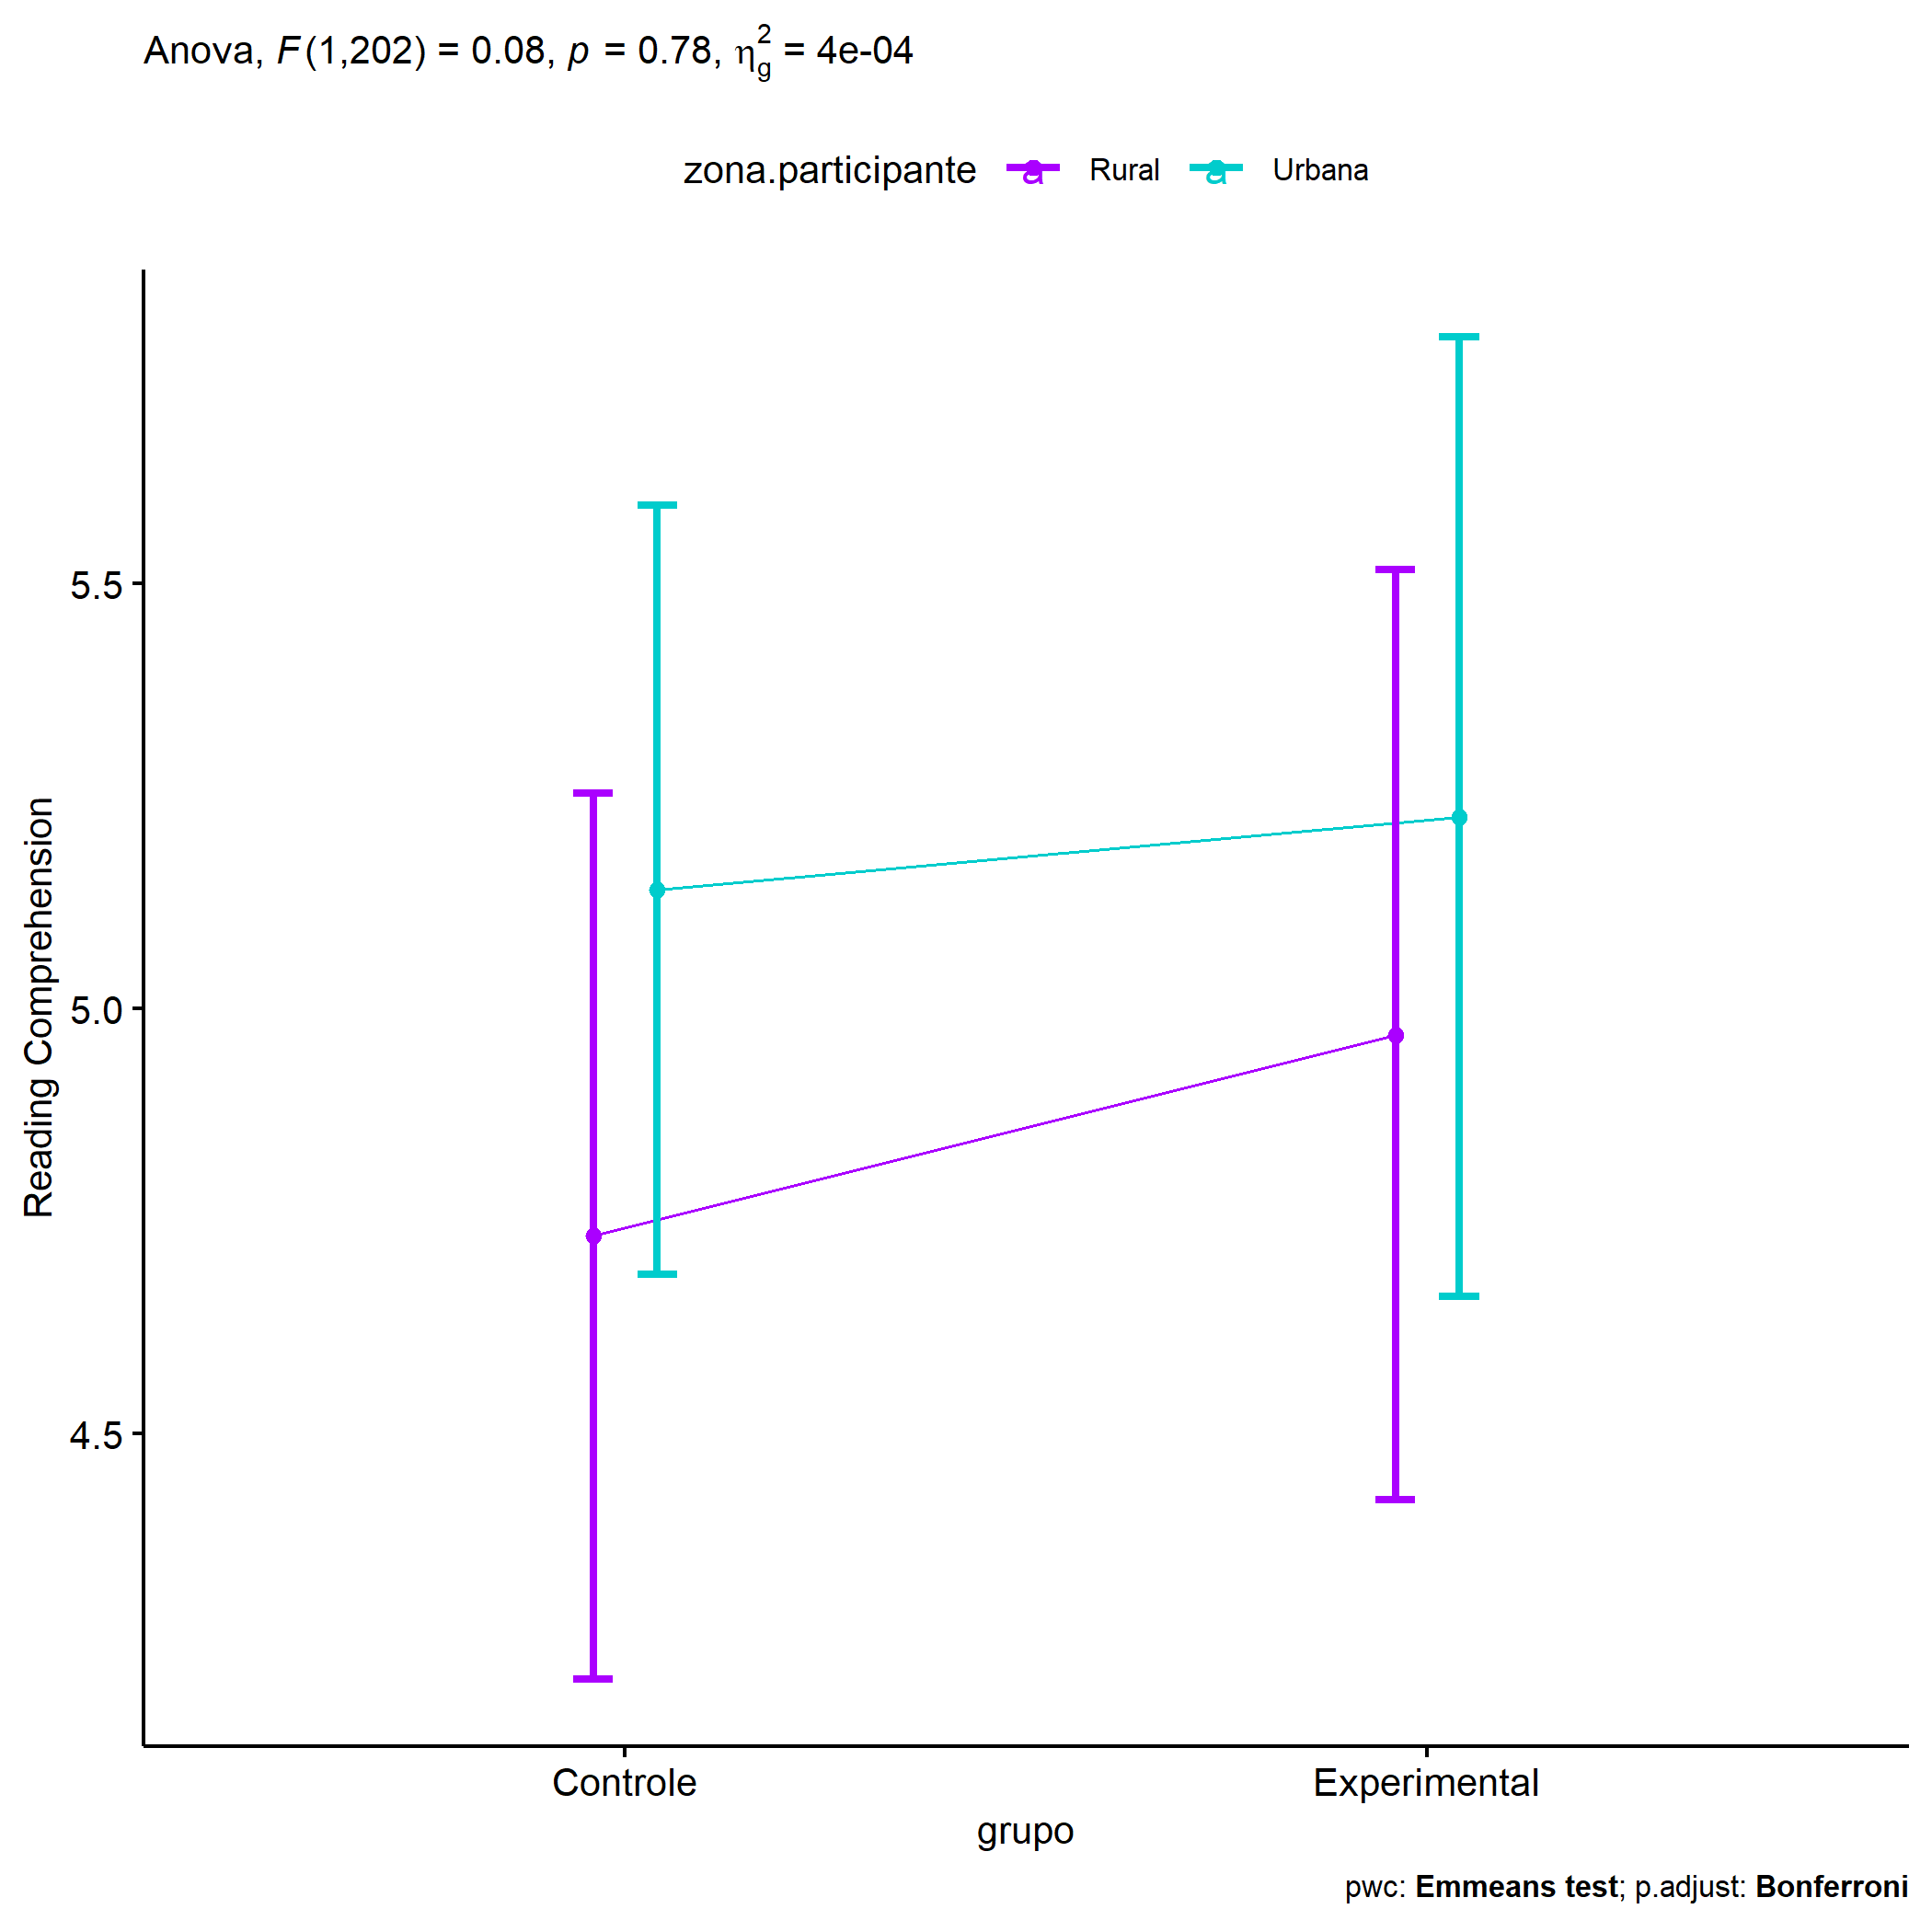 Anova, F(1,202) = 0.08, p = 0.78, η²g = 4e-04
zona.participante a Rural a Urbana
Reading Comprehension
5.5
5.0
4.5
Controle Experimental
grupo
pwc: Emmeans test; p.adjust: Bonferroni